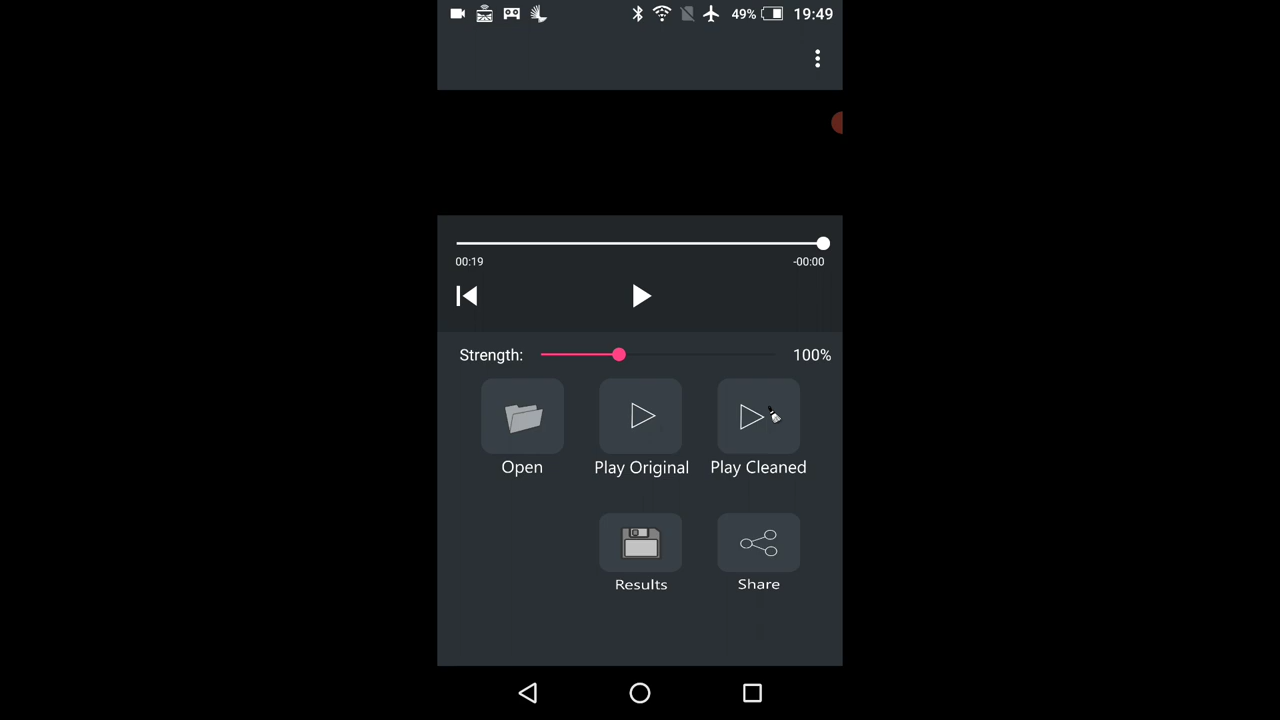 49% 19:49
00:19 -00:00
Strength: 100%
Open Play Original Play Cleaned
Results Share